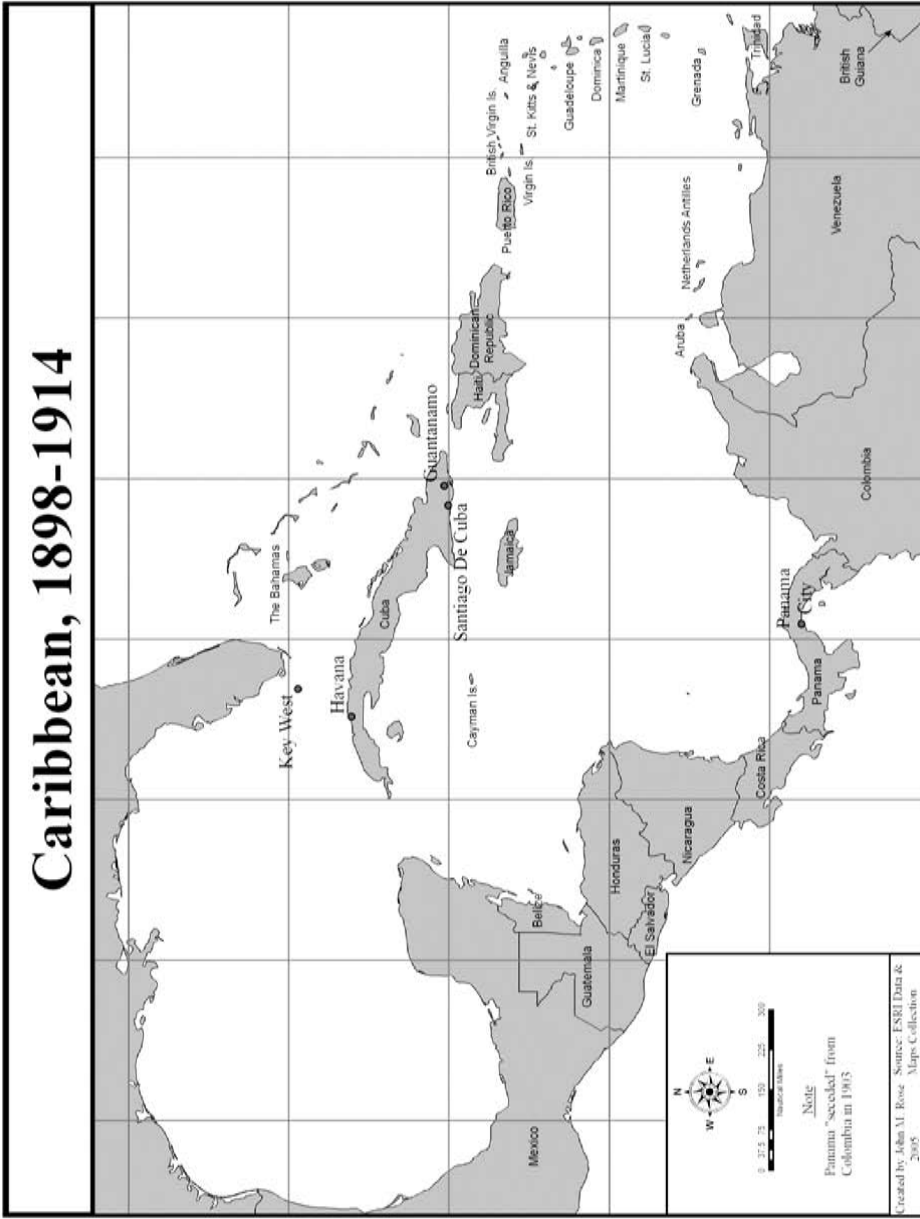 Caribbean, 1898-1914
The Bahamas
Key West
Havana
Cuba
Guantanamo
Santiago De Cuba
Cayman Is.
Jamaica
Haiti
Dominican
Republic
Puerto Rico
British Virgin Is.
Virgin Is.
Anguilla
St. Kitts & Nevis
Guadeloupe
Dominica
Martinique
St. Lucia
Grenada
Trinidad
Netherlands Antilles
Aruba
Mexico
Belize
Guatemala
Honduras
El Salvador
Nicaragua
Costa Rica
Panama
Panama
City
Colombia
Venezuela
British
Guiana
N
W E
S
0 37.5 75 150 225 300
Nautical Miles
Note
Panama "seceded" from
Colombia in 1903
Created by John M. Rose Source: ESRI Data &
2005 Maps Collection